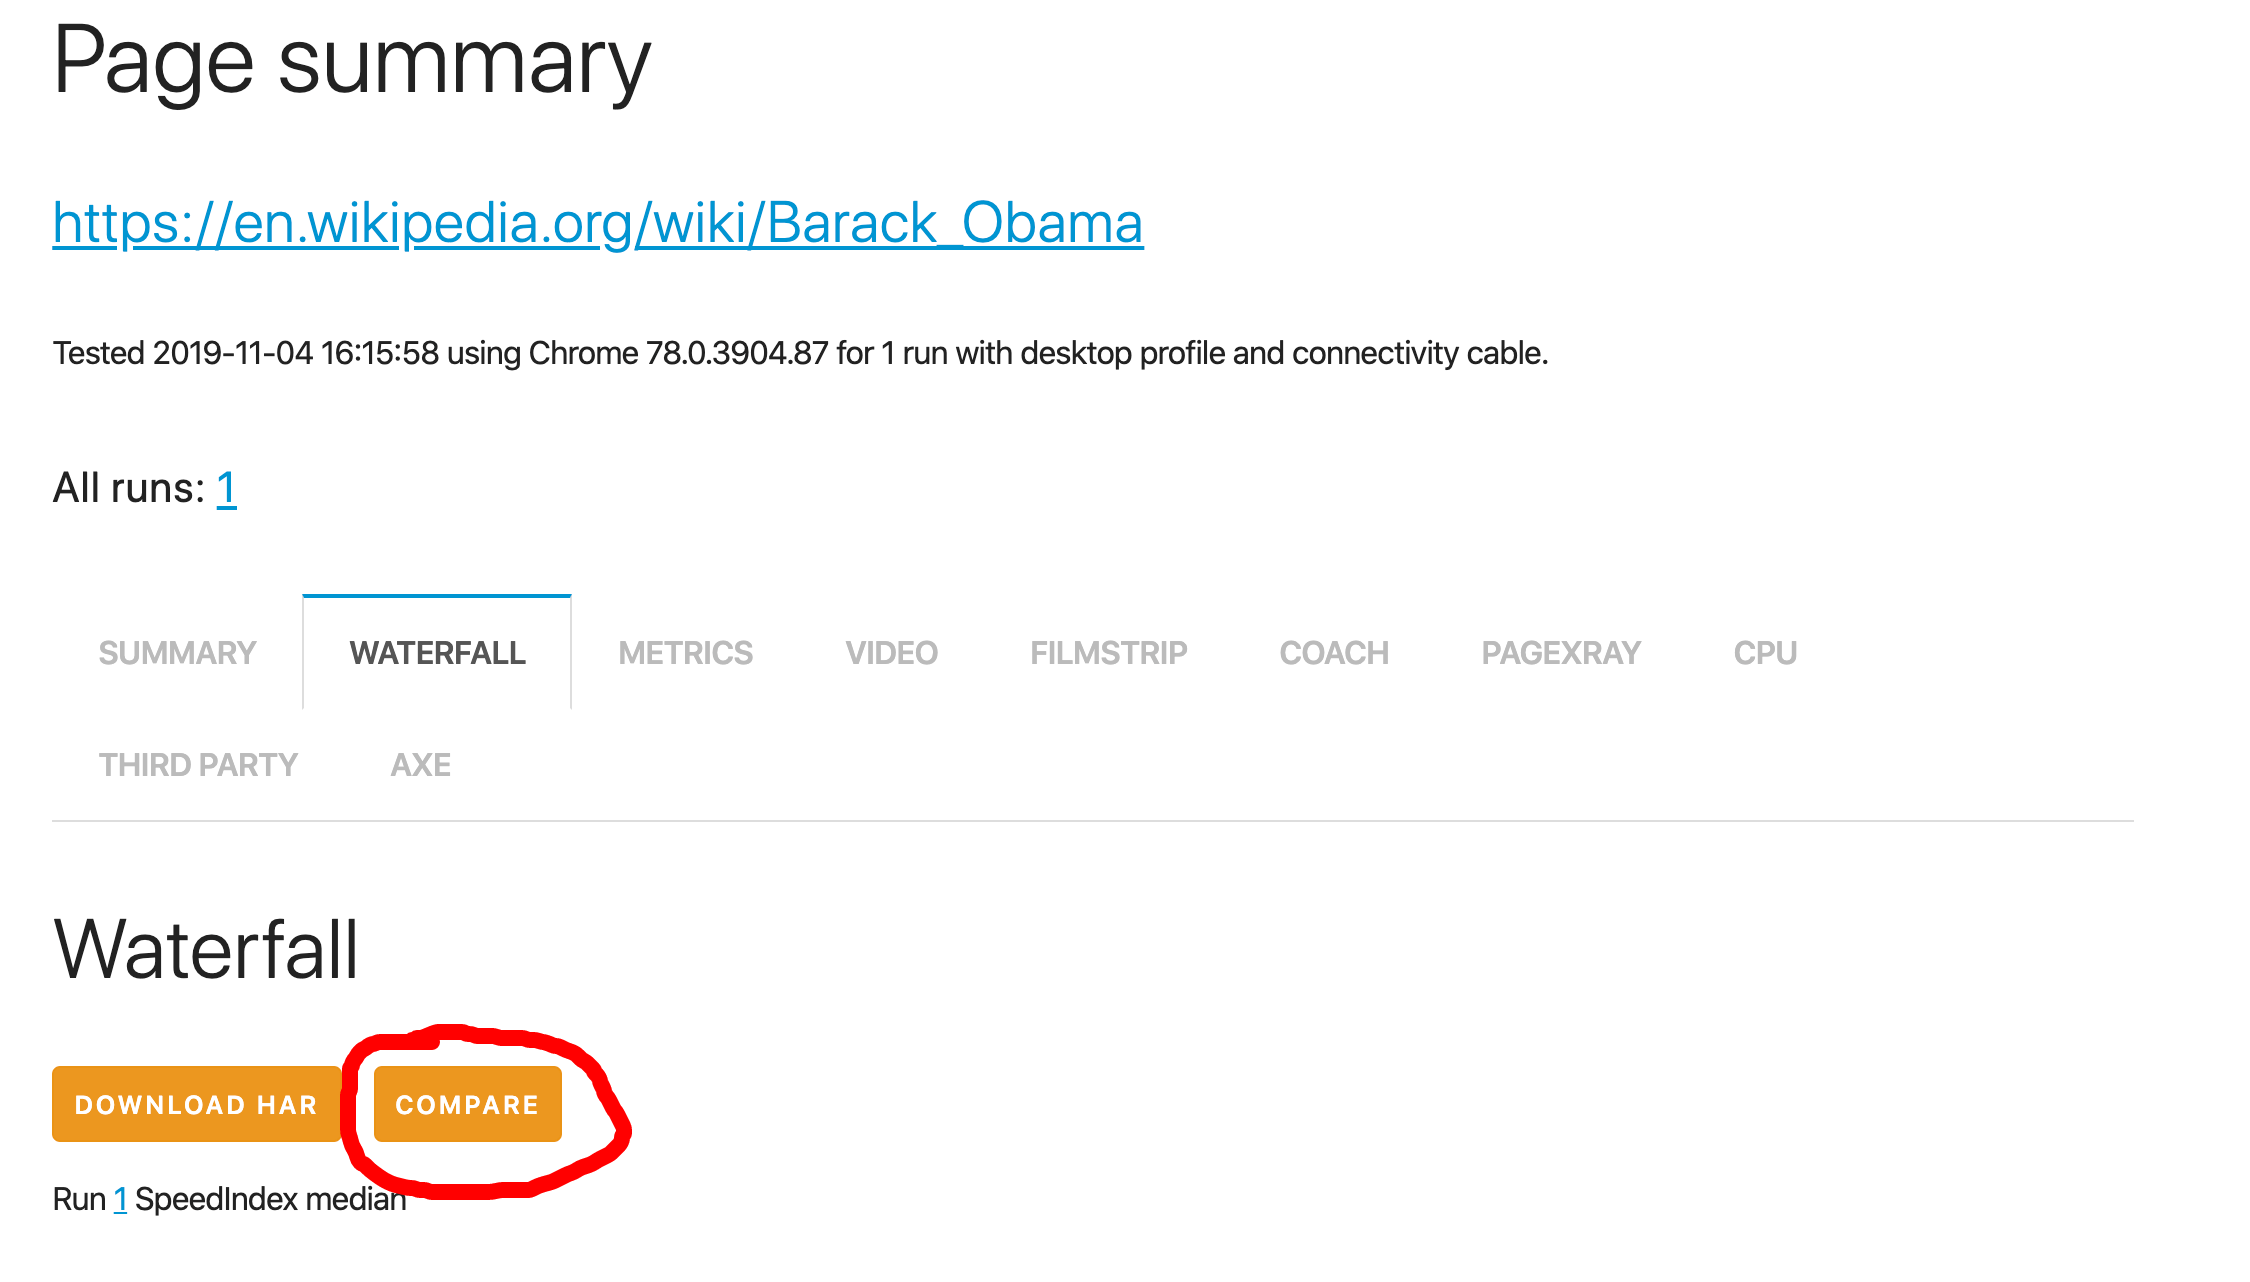 Page summary
https://en.wikipedia.org/wiki/Barack_Obama
Tested 2019-11-04 16:15:58 using Chrome 78.0.3904.87 for 1 run with desktop profile and connectivity cable.
All runs: 1
SUMMARY WATERFALL METRICS VIDEO FILMSTRIP COACH PAGEXRAY CPU
THIRD PARTY AXE
Waterfall
DOWNLOAD HAR COMPARE
Run 1 SpeedIndex median